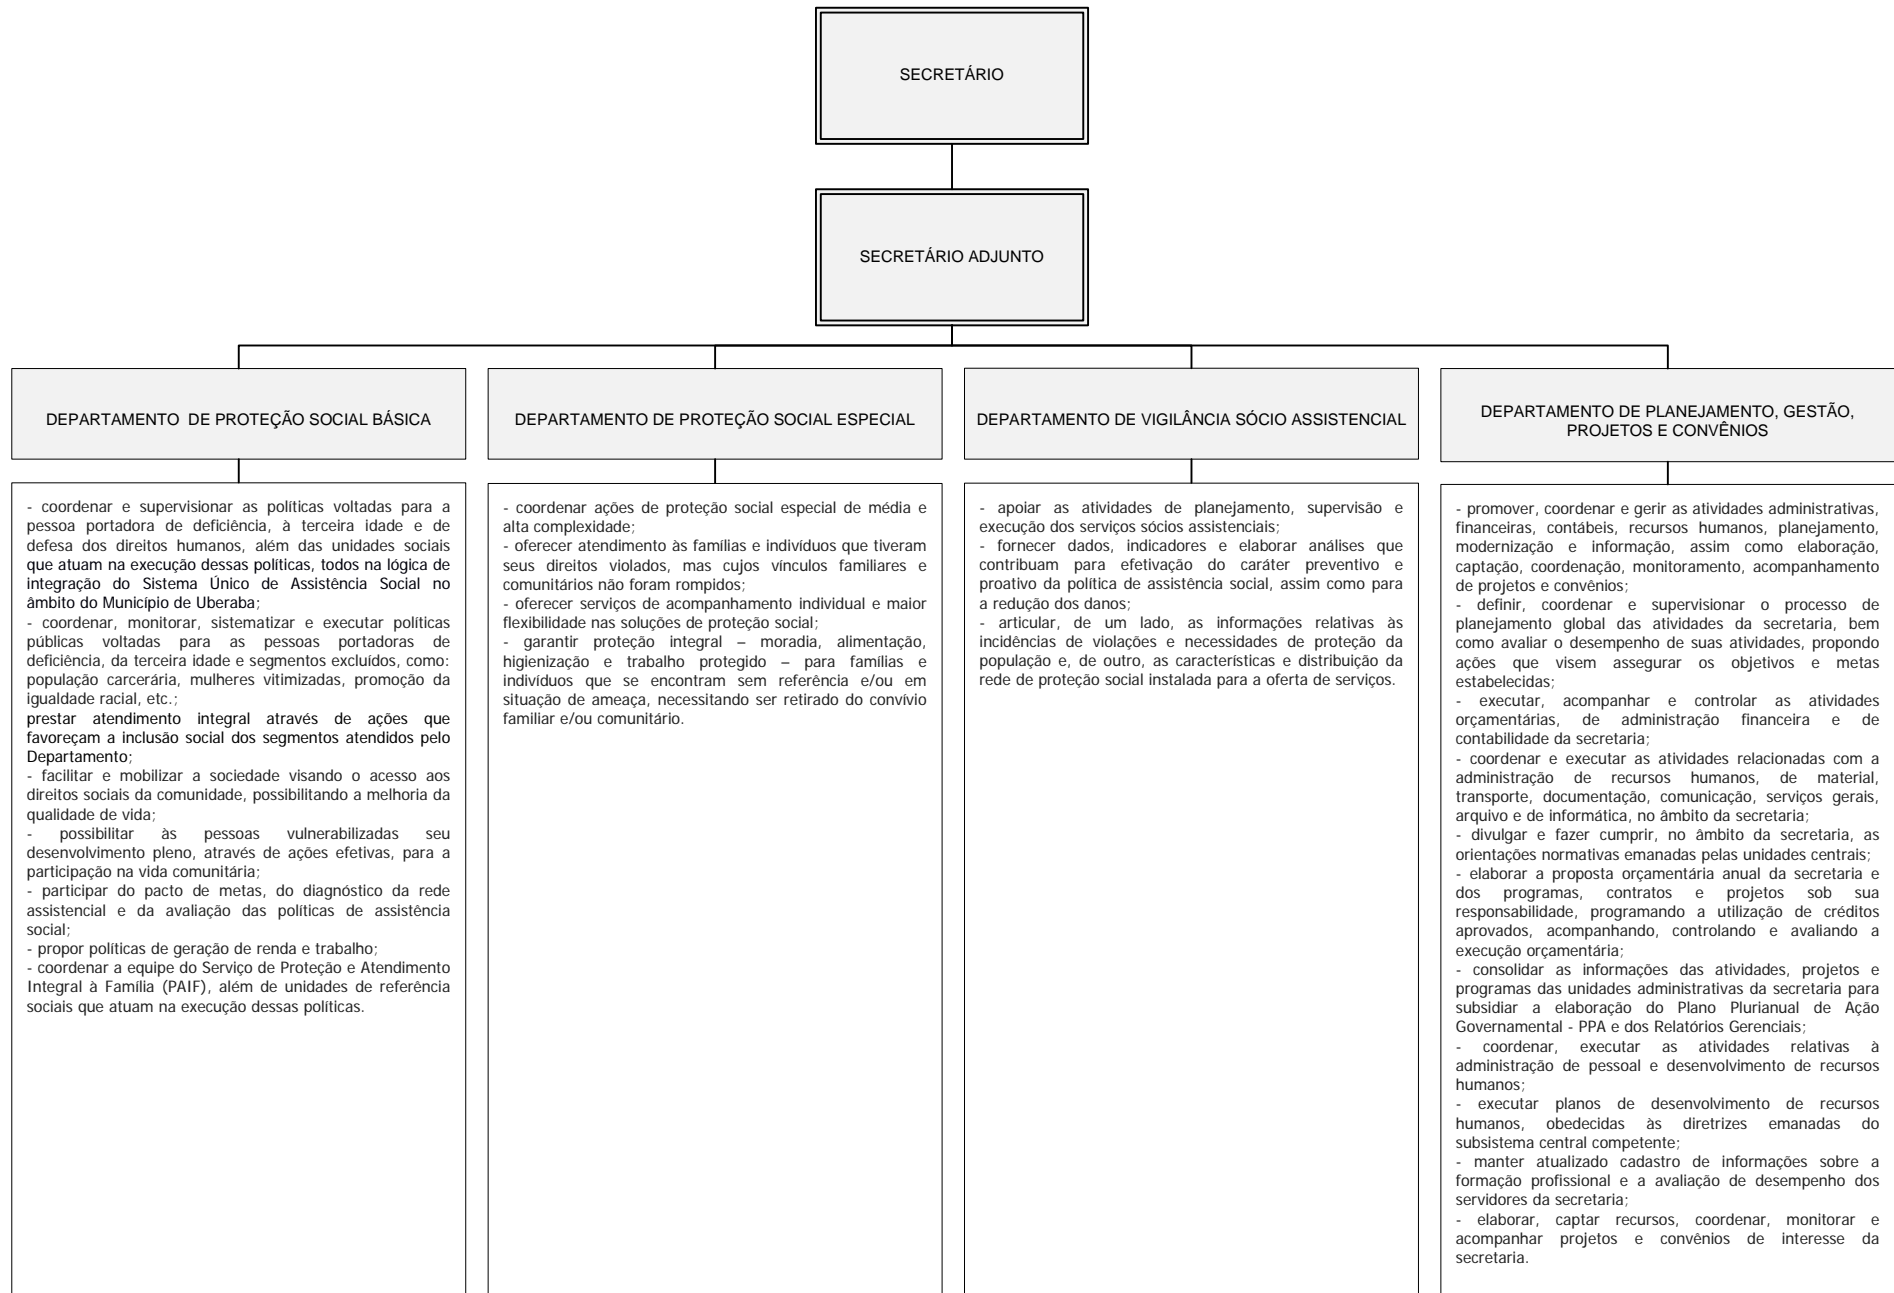 SECRETÁRIO
SECRETÁRIO ADJUNTO
DEPARTAMENTO DE PROTEÇÃO SOCIAL BÁSICA
- coordenar e supervisionar as políticas voltadas para a
pessoa portadora de deficiência, à terceira idade e de
defesa dos direitos humanos, além das unidades sociais
que atuam na execução dessas políticas, todos na lógica de
integração do Sistema Único de Assistência Social no
âmbito do Município de Uberaba;
- coordenar, monitorar, sistematizar e executar políticas
públicas voltadas para as pessoas portadoras de
deficiência, da terceira idade e segmentos excluídos, como:
população carcerária, mulheres vitimizadas, promoção da
igualdade racial, etc.;
prestar atendimento integral através de ações que
favoreçam a inclusão social dos segmentos atendidos pelo
Departamento;
- facilitar e mobilizar a sociedade visando o acesso aos
direitos sociais da comunidade, possibilitando a melhoria da
qualidade de vida;
- possibilitar às pessoas vulnerabilizadas seu
desenvolvimento pleno, através de ações efetivas, para a
participação na vida comunitária;
- participar do pacto de metas, do diagnóstico da rede
assistencial e da avaliação das políticas de assistência
social;
- propor políticas de geração de renda e trabalho;
- coordenar a equipe do Serviço de Proteção e Atendimento
Integral à Família (PAIF), além de unidades de referência
sociais que atuam na execução dessas políticas.
DEPARTAMENTO DE PROTEÇÃO SOCIAL ESPECIAL
- coordenar ações de proteção social especial de média e
alta complexidade;
- oferecer atendimento às famílias e indivíduos que tiveram
seus direitos violados, mas cujos vínculos familiares e
comunitários não foram rompidos;
- oferecer serviços de acompanhamento individual e maior
flexibilidade nas soluções de proteção social;
- garantir proteção integral – moradia, alimentação,
higienização e trabalho protegido – para famílias e
indivíduos que se encontram sem referência e/ou em
situação de ameaça, necessitando ser retirado do convívio
familiar e/ou comunitário.
DEPARTAMENTO DE VIGILÂNCIA SÓCIO ASSISTENCIAL
- apoiar as atividades de planejamento, supervisão e
execução dos serviços sócios assistenciais;
- fornecer dados, indicadores e elaborar análises que
contribuam para efetivação do caráter preventivo e
proativo da política de assistência social, assim como para
a redução dos danos;
- articular, de um lado, as informações relativas às
incidências de violações e necessidades de proteção da
população e, de outro, as características e distribuição da
rede de proteção social instalada para a oferta de serviços.
DEPARTAMENTO DE PLANEJAMENTO, GESTÃO,
PROJETOS E CONVÊNIOS
- promover, coordenar e gerir as atividades administrativas,
financeiras, contábeis, recursos humanos, planejamento,
modernização e informação, assim como elaboração,
captação, coordenação, monitoramento, acompanhamento
de projetos e convênios;
- definir, coordenar e supervisionar o processo de
planejamento global das atividades da secretaria, bem
como avaliar o desempenho de suas atividades, propondo
ações que visem assegurar os objetivos e metas
estabelecidas;
- executar, acompanhar e controlar as atividades
orçamentárias, de administração financeira e de
contabilidade da secretaria;
- coordenar e executar as atividades relacionadas com a
administração de recursos humanos, de material,
transporte, documentação, comunicação, serviços gerais,
arquivo e de informática, no âmbito da secretaria;
- divulgar e fazer cumprir, no âmbito da secretaria, as
orientações normativas emanadas pelas unidades centrais;
- elaborar a proposta orçamentária anual da secretaria e
dos programas, contratos e projetos sob sua
responsabilidade, programando a utilização de créditos
aprovados, acompanhando, controlando e avaliando a
execução orçamentária;
- consolidar as informações das atividades, projetos e
programas das unidades administrativas da secretaria para
subsidiar a elaboração do Plano Plurianual de Ação
Governamental - PPA e dos Relatórios Gerenciais;
- coordenar, executar as atividades relativas à
administração de pessoal e desenvolvimento de recursos
humanos;
- executar planos de desenvolvimento de recursos
humanos, obedecidas às diretrizes emanadas do
subsistema central competente;
- manter atualizado cadastro de informações sobre a
formação profissional e a avaliação de desempenho dos
servidores da secretaria;
- elaborar, captar recursos, coordenar, monitorar e
acompanhar projetos e convênios de interesse da
secretaria.